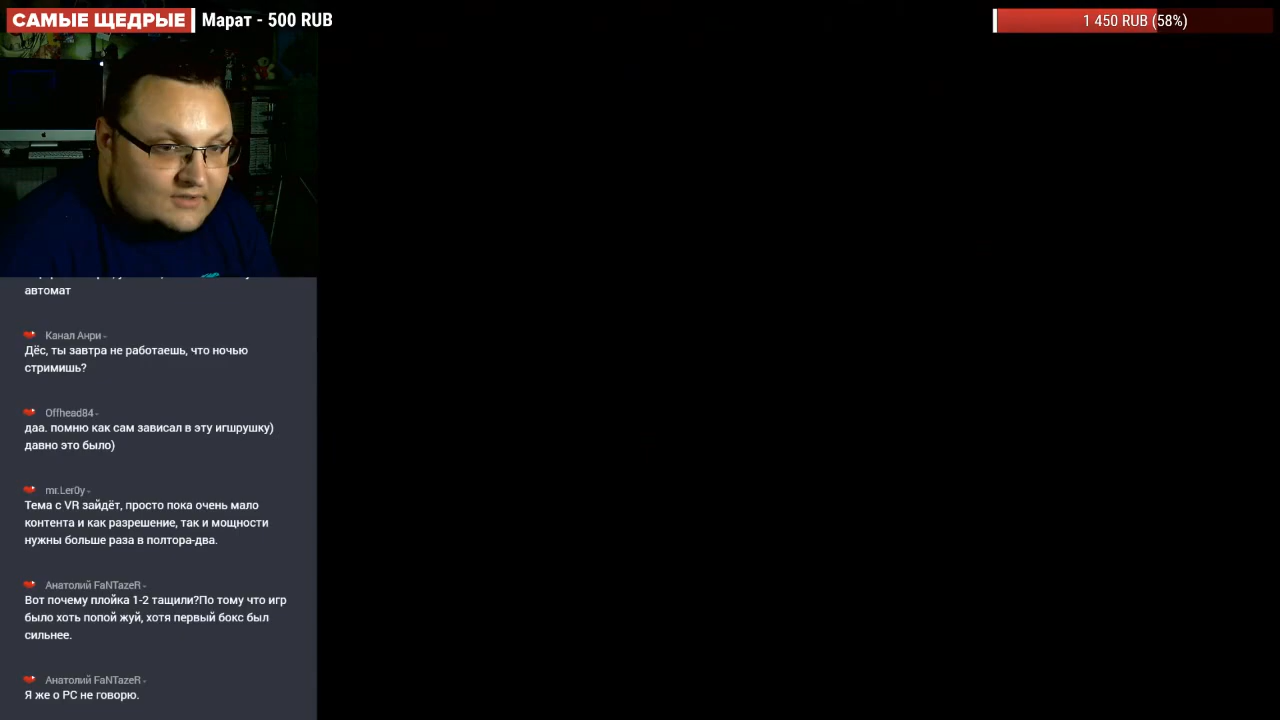 САМЫЕ ЩЕДРЫЕ
Марат - 500 RUB
1 450 RUB (58%)
автомат
Канал Анри -
Дёс, ты завтра не работаешь, что ночью
стримишь?
Offhead84 -
даа. помню как сам зависал в эту игшрушку)
давно это было)
mr.Ler0y -
Тема с VR зайдёт, просто пока очень мало
контента и как разрешение, так и мощности
нужны больше раза в полтора-два.
Анатолий FaNTazeR -
Вот почему плойка 1-2 тащили?По тому что игр
было хоть попой жуй, хотя первый бокс был
сильнее.
Анатолий FaNTazeR -
Я же о PC не говорю.